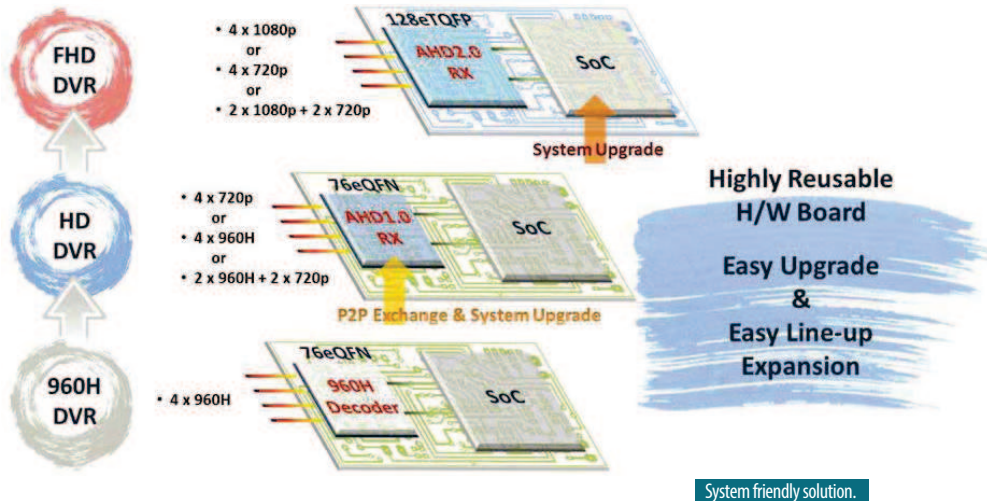 FHD
DVR
• 4 x 1080p
or
• 4 x 720p
or
• 2 x 1080p + 2 x 720p
128eTQFP
AHD2.0
RX
SoC
System Upgrade
HD
DVR
• 4 x 720p
or
• 4 x 960H
or
• 2 x 960H + 2 x 720p
76eQFN
AHD1.0
RX
SoC
P2P Exchange & System Upgrade
960H
DVR
• 4 x 960H
76eQFN
960H
Decoder
SoC
Highly Reusable
H/W Board
Easy Upgrade
&
Easy Line-up
Expansion
System friendly solution.